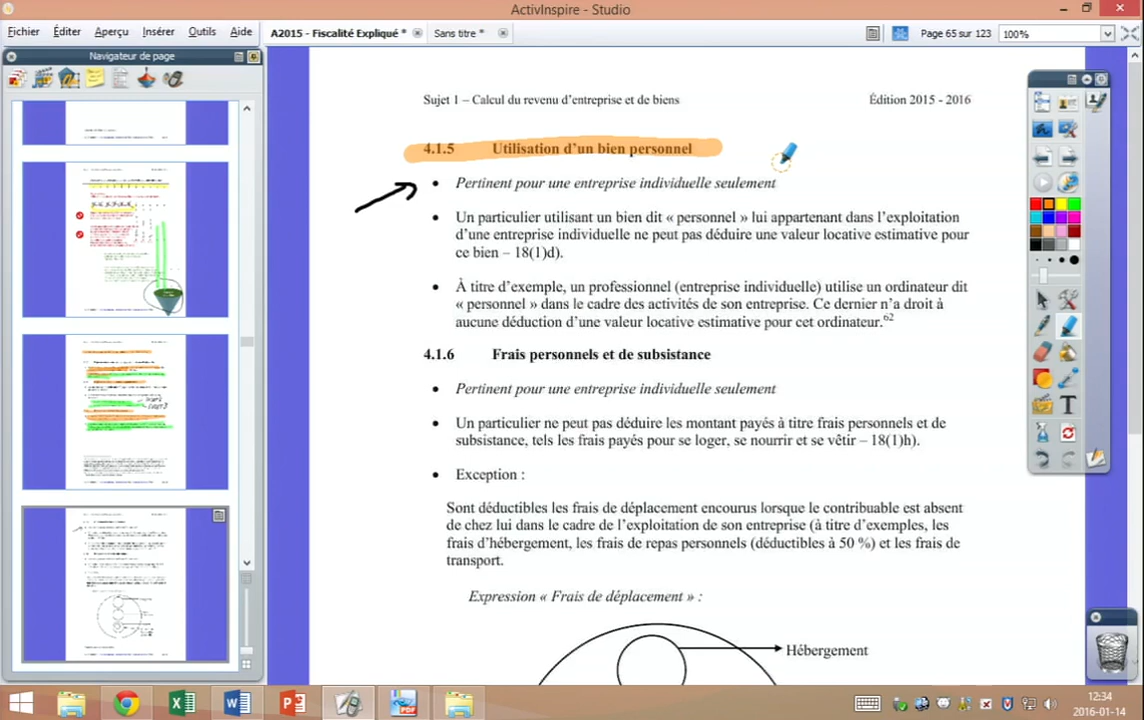 ActivInspire - Studio
Fichier Éditer Aperçu Insérer Outils Aide
A2015 - Fiscalité Expliqué * Sans titre *
Page 65 sur 123 100%
Navigateur de page
Sujet 1 – Calcul du revenu d’entreprise et de biens Édition 2015 - 2016
4.1.5 Utilisation d’un bien personnel
• Pertinent pour une entreprise individuelle seulement
• Un particulier utilisant un bien dit « personnel » lui appartenant dans l’exploitation
d’une entreprise individuelle ne peut pas déduire une valeur locative estimative pour
ce bien – 18(1)d).
• À titre d’exemple, un professionnel (entreprise individuelle) utilise un ordinateur dit
« personnel » dans le cadre des activités de son entreprise. Ce dernier n’a droit à
aucune déduction d’une valeur locative estimative pour cet ordinateur.62
4.1.6 Frais personnels et de subsistance
• Pertinent pour une entreprise individuelle seulement
• Un particulier ne peut pas déduire les montant payés à titre frais personnels et de
subsistance, tels les frais payés pour se loger, se nourrir et se vêtir – 18(1)h).
• Exception :
Sont déductibles les frais de déplacement encourus lorsque le contribuable est absent
de chez lui dans le cadre de l’exploitation de son entreprise (à titre d’exemples, les
frais d’hébergement, les frais de repas personnels (déductibles à 50 %) et les frais de
transport.
Expression « Frais de déplacement » :
Hébergement
12:34
2016-01-14